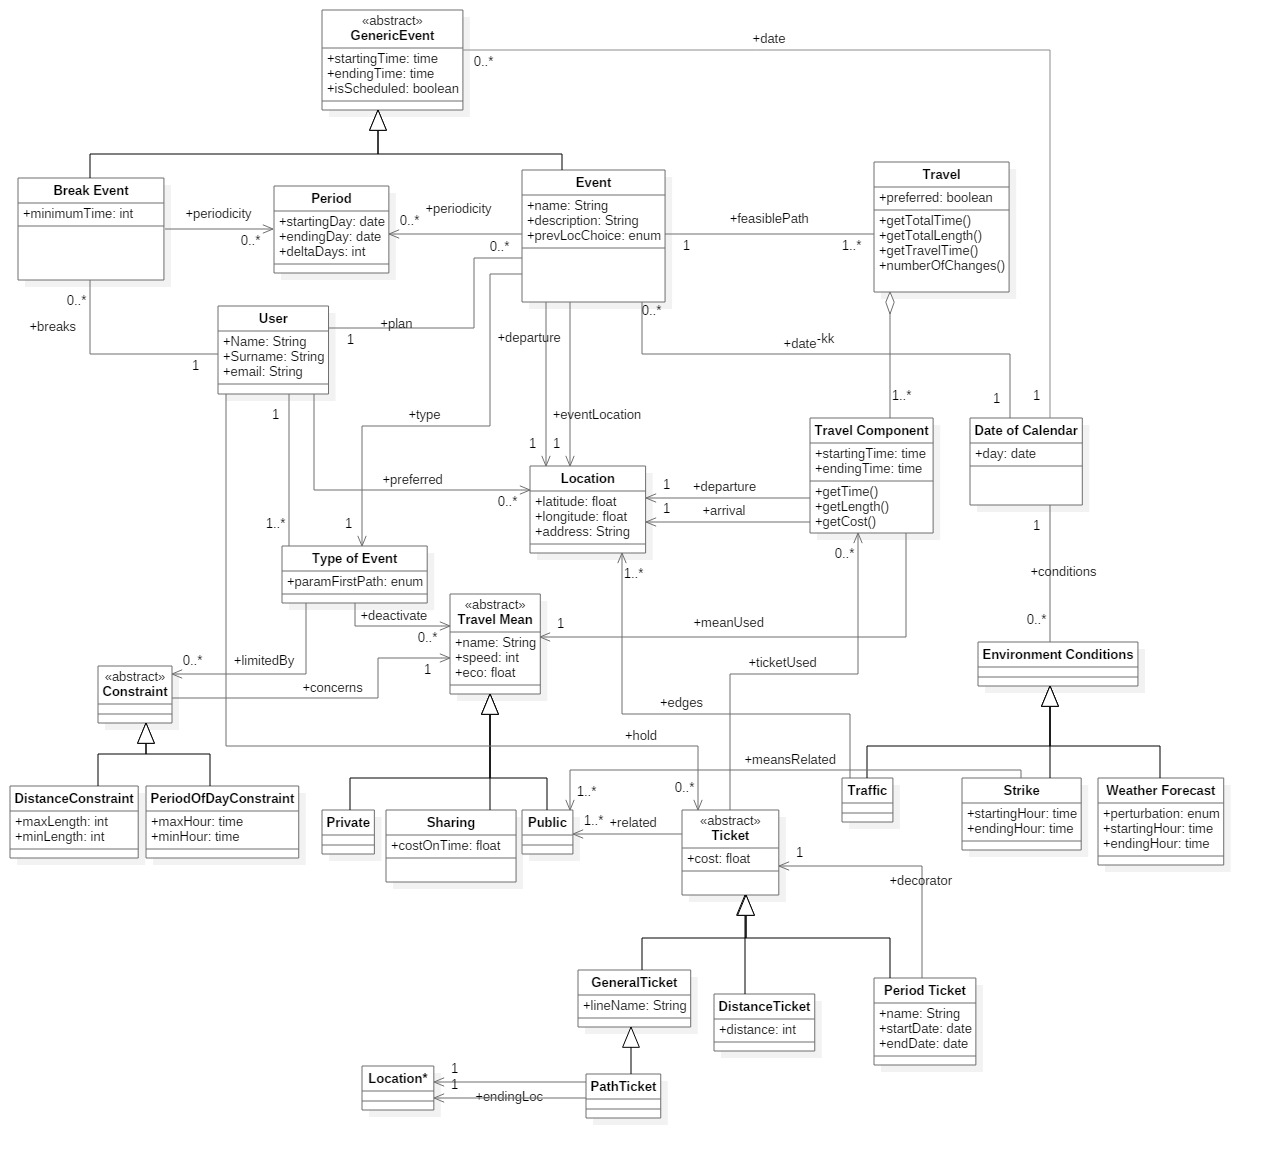 «abstract»
GenericEvent
+startingTime: time
+endingTime: time
+isScheduled: boolean
+date
0..*
Break Event
+minimumTime: int
+periodicity
0..*
Period
+startingDay: date
+endingDay: date
+deltaDays: int
+periodicity
0..*
0..*
Event
+name: String
+description: String
+prevLocChoice: enum
+feasiblePath
1
1..*
Travel
+preferred: boolean
+getTotalTime()
+getTotalLength()
+getTravelTime()
+numberOfChanges()
0..*
+breaks
1
User
+Name: String
+Surname: String
+email: String
+plan
1
+departure
0..*
+date
-kk
1
1
1..*
1
+type
+eventLocation
1
1
+preferred
0..*
1..*
1
Location
+latitude: float
+longitude: float
+address: String
1
+departure
1
+arrival
Travel Component
+startingTime: time
+endingTime: time
+getTime()
+getLength()
+getCost()
Date of Calendar
+day: date
1
+conditions
0..*
Type of Event
+paramFirstPath: enum
+deactivate
0..*
«abstract»
Travel Mean
+name: String
+speed: int
+eco: float
1..*
0..*
1
+meanUsed
+ticketUsed
Environment Conditions
0..*
+limitedBy
1
+concerns
«abstract»
Constraint
+edges
+hold
+meansRelated
DistanceConstraint
+maxLength: int
+minLength: int
PeriodOfDayConstraint
+maxHour: time
+minHour: time
Private
Sharing
+costOnTime: float
Public
1..*
1..*
+related
0..*
«abstract»
Ticket
+cost: float
1
+decorator
Traffic
Strike
+startingHour: time
+endingHour: time
Weather Forecast
+perturbation: enum
+startingHour: time
+endingHour: time
GeneralTicket
+lineName: String
DistanceTicket
+distance: int
Period Ticket
+name: String
+startDate: date
+endDate: date
Location*
1
1
+endingLoc
PathTicket